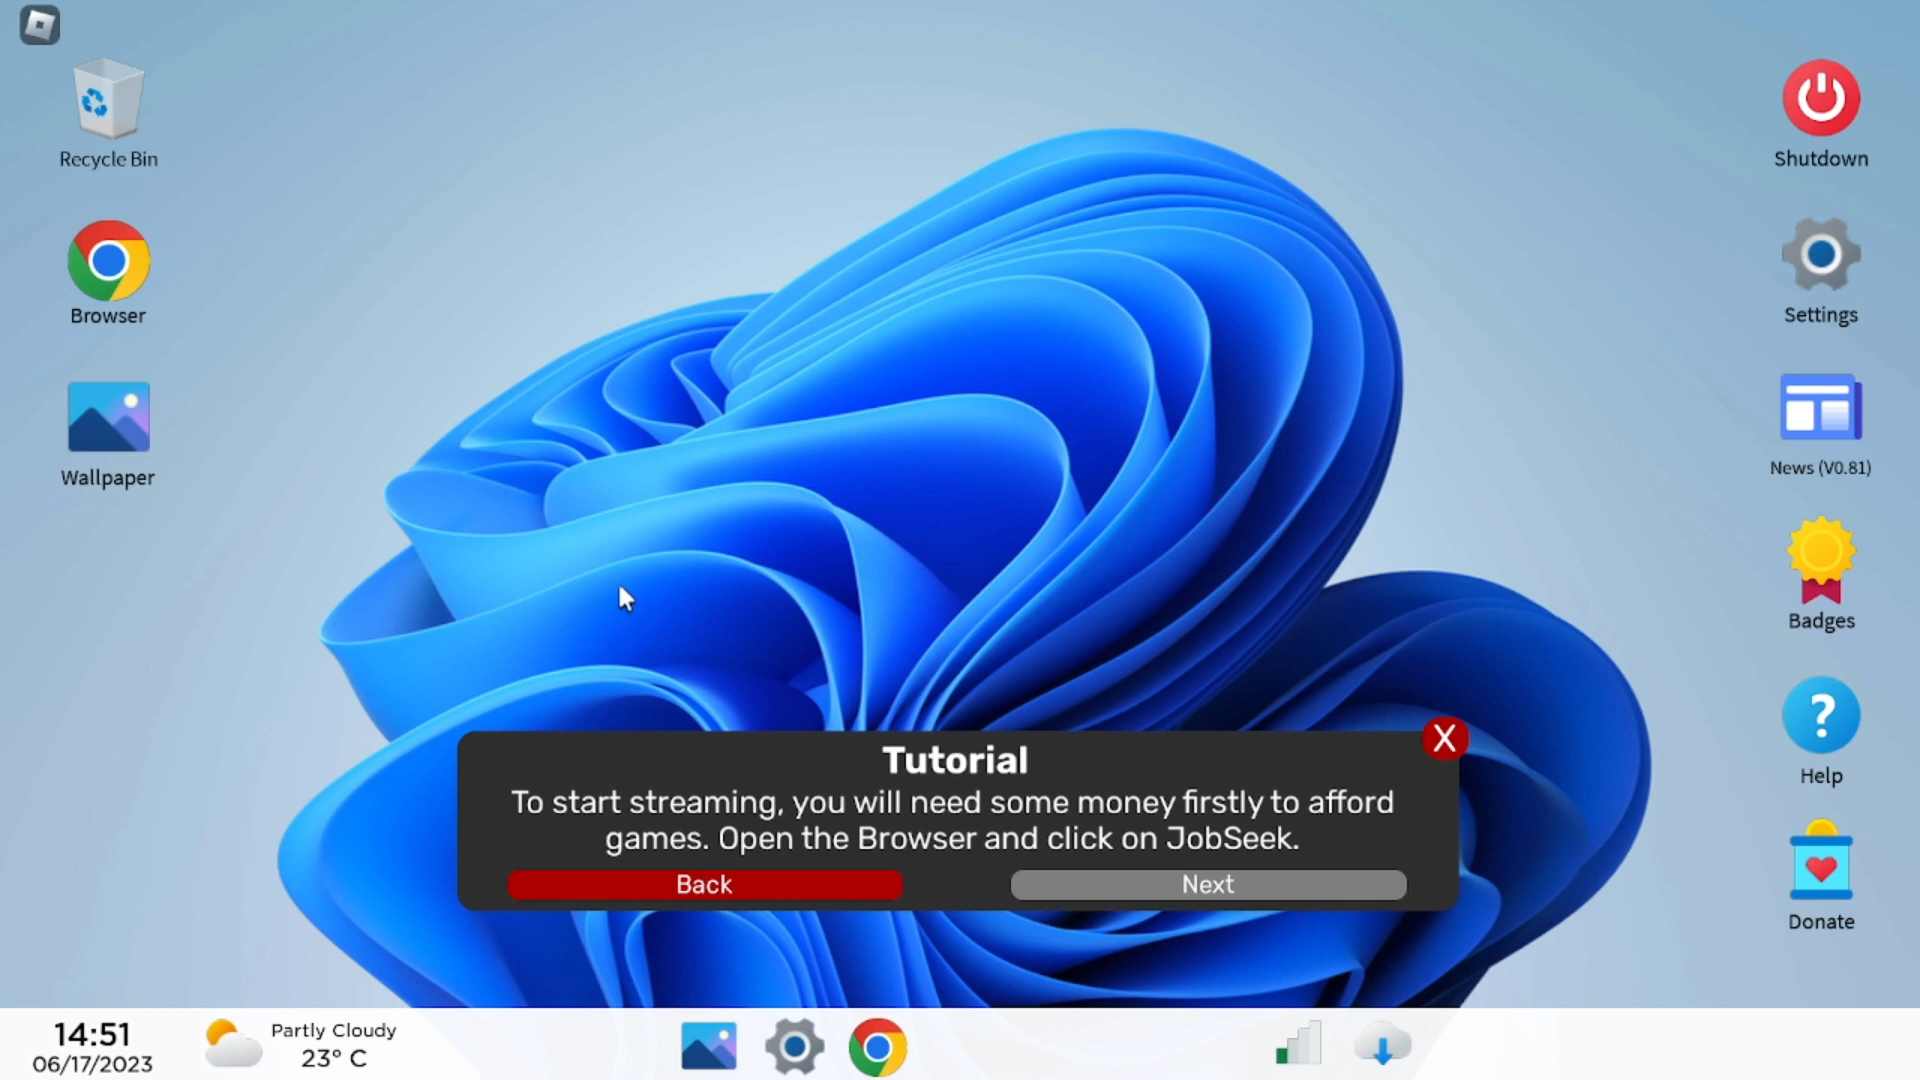 Recycle Bin
Browser
Wallpaper
Shutdown
Settings
News (V0.81)
Badges
?
Help
Donate
X
Tutorial
To start streaming, you will need some money firstly to afford
games. Open the Browser and click on JobSeek.
Back
Next
14:51
06/17/2023
Partly Cloudy
23° C